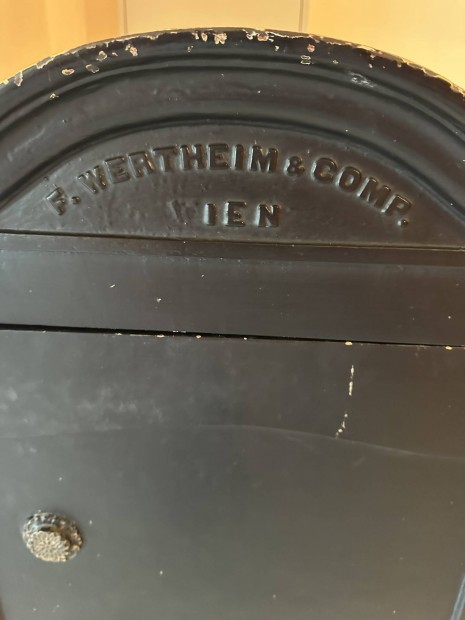 F. WERTHEIM & COMP.
WIEN